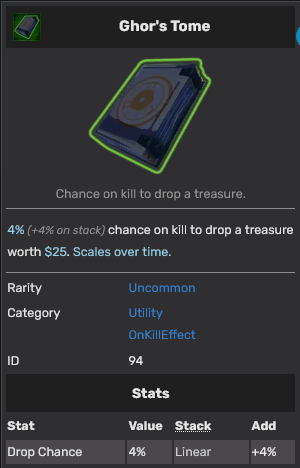 Ghor's Tome
Chance on kill to drop a treasure.
4% (+4% on stack) chance on kill to drop a treasure
worth $25. Scales over time.
Rarity Uncommon
Category Utility
OnKillEffect
ID 94
Stats
Stat Value Stack Add
Drop Chance 4% Linear +4%